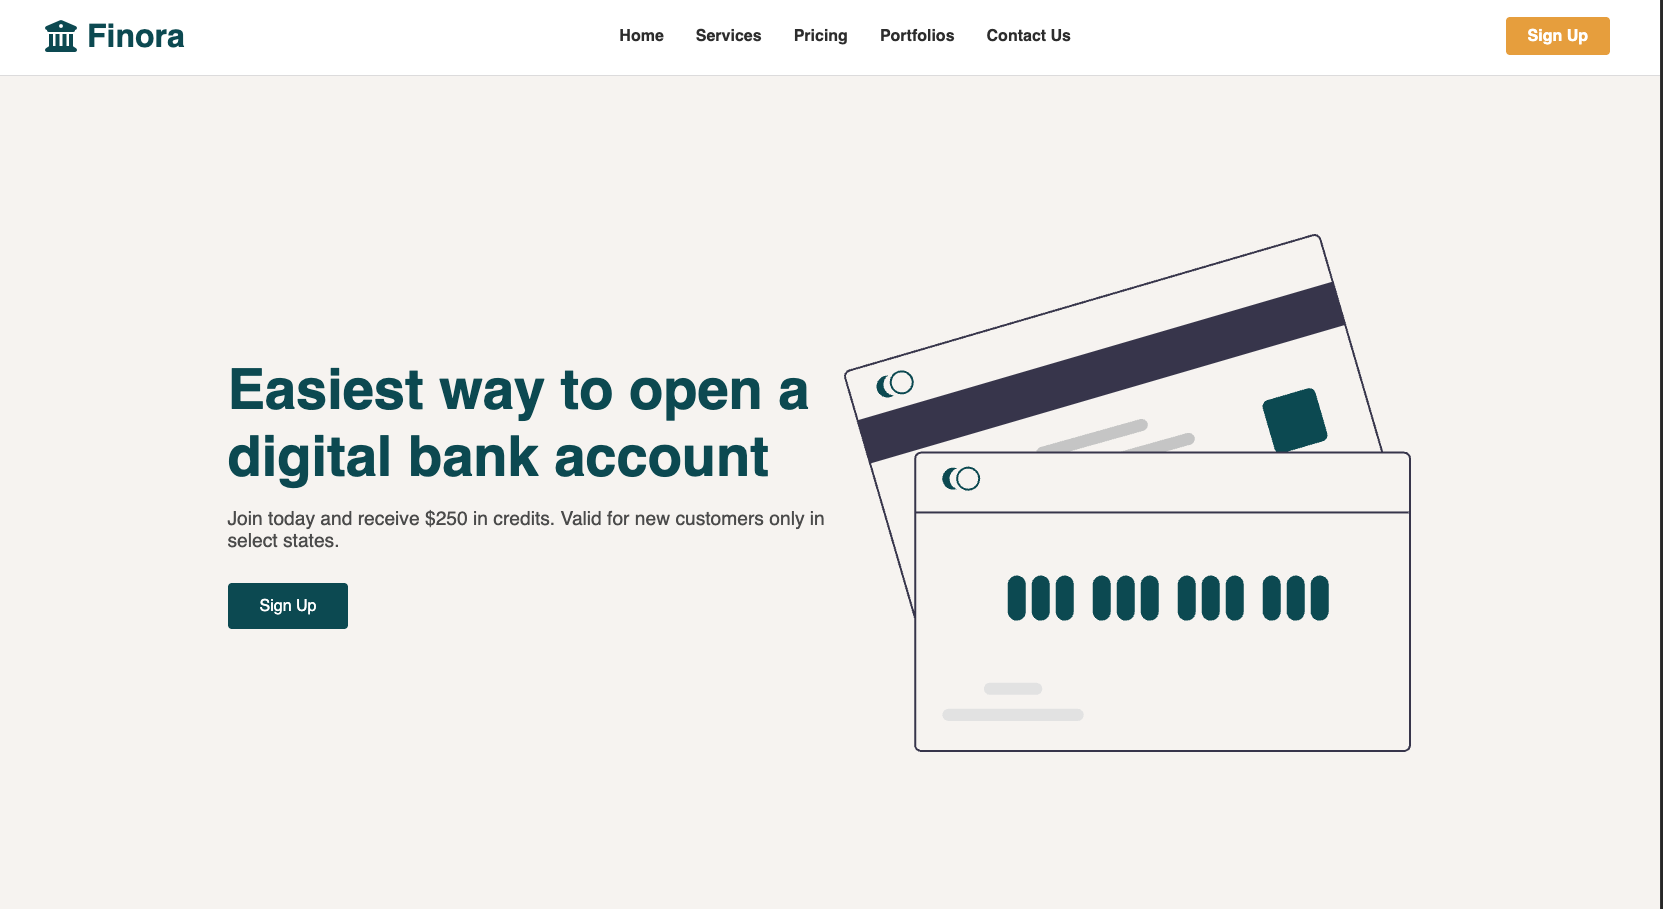 Finora
Home
Services
Pricing
Portfolios
Contact Us
Sign Up
Easiest way to open a
digital bank account
Join today and receive $250 in credits. Valid for new customers only in
select states.
Sign Up